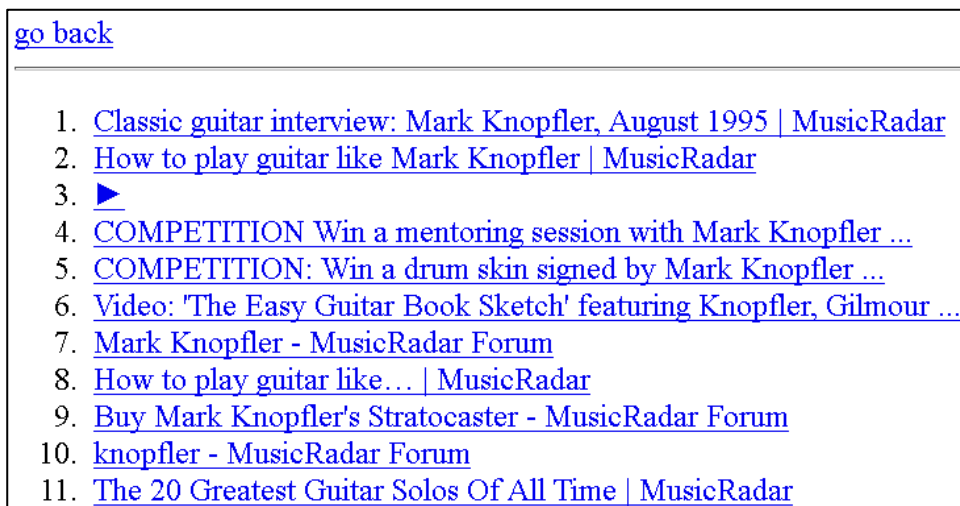 go back
1. Classic guitar interview: Mark Knopfler, August 1995 | MusicRadar
2. How to play guitar like Mark Knopfler | MusicRadar
3. ►
4. COMPETITION Win a mentoring session with Mark Knopfler ...
5. COMPETITION: Win a drum skin signed by Mark Knopfler ...
6. Video: 'The Easy Guitar Book Sketch' featuring Knopfler, Gilmour ...
7. Mark Knopfler - MusicRadar Forum
8. How to play guitar like… | MusicRadar
9. Buy Mark Knopfler's Stratocaster - MusicRadar Forum
10. knopfler - MusicRadar Forum
11. The 20 Greatest Guitar Solos Of All Time | MusicRadar